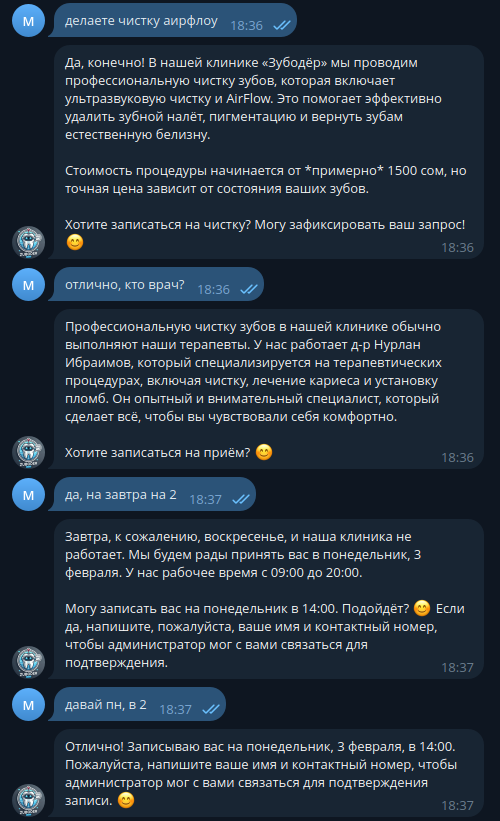 M
делаете чистку аирфлоу 18:36
Да, конечно! В нашей клинике «Зубодёр» мы проводим
профессиональную чистку зубов, которая включает
ультразвуковую чистку и AirFlow. Это помогает эффективно
удалить зубной налёт, пигментацию и вернуть зубам
естественную белизну.
Стоимость процедуры начинается от *примерно* 1500 сом, но
точная цена зависит от состояния ваших зубов.
Хотите записаться на чистку? Могу зафиксировать ваш запрос!
😊 18:36
M
отлично, кто врач? 18:36
Профессиональную чистку зубов в нашей клинике обычно
выполняют наши терапевты. У нас работает д-р Нурлан
Ибраимов, который специализируется на терапевтических
процедурах, включая чистку, лечение кариеса и установку
пломб. Он опытный и внимательный специалист, который
сделает всё, чтобы вы чувствовали себя комфортно.
Хотите записаться на приём? 😊 18:36
M
да, на завтра на 2 18:37
Завтра, к сожалению, воскресенье, и наша клиника не
работает. Мы будем рады принять вас в понедельник, 3
февраля. У нас рабочее время с 09:00 до 20:00.
Могу записать вас на понедельник в 14:00. Подойдёт? 😊 Если
да, напишите, пожалуйста, ваше имя и контактный номер,
чтобы администратор мог с вами связаться для
подтверждения. 18:37
M
давай пн, в 2 18:37
Отлично! Записываю вас на понедельник, 3 февраля, в 14:00.
Пожалуйста, напишите ваше имя и контактный номер, чтобы
администратор мог с вами связаться для подтверждения
записи. 😊 18:37